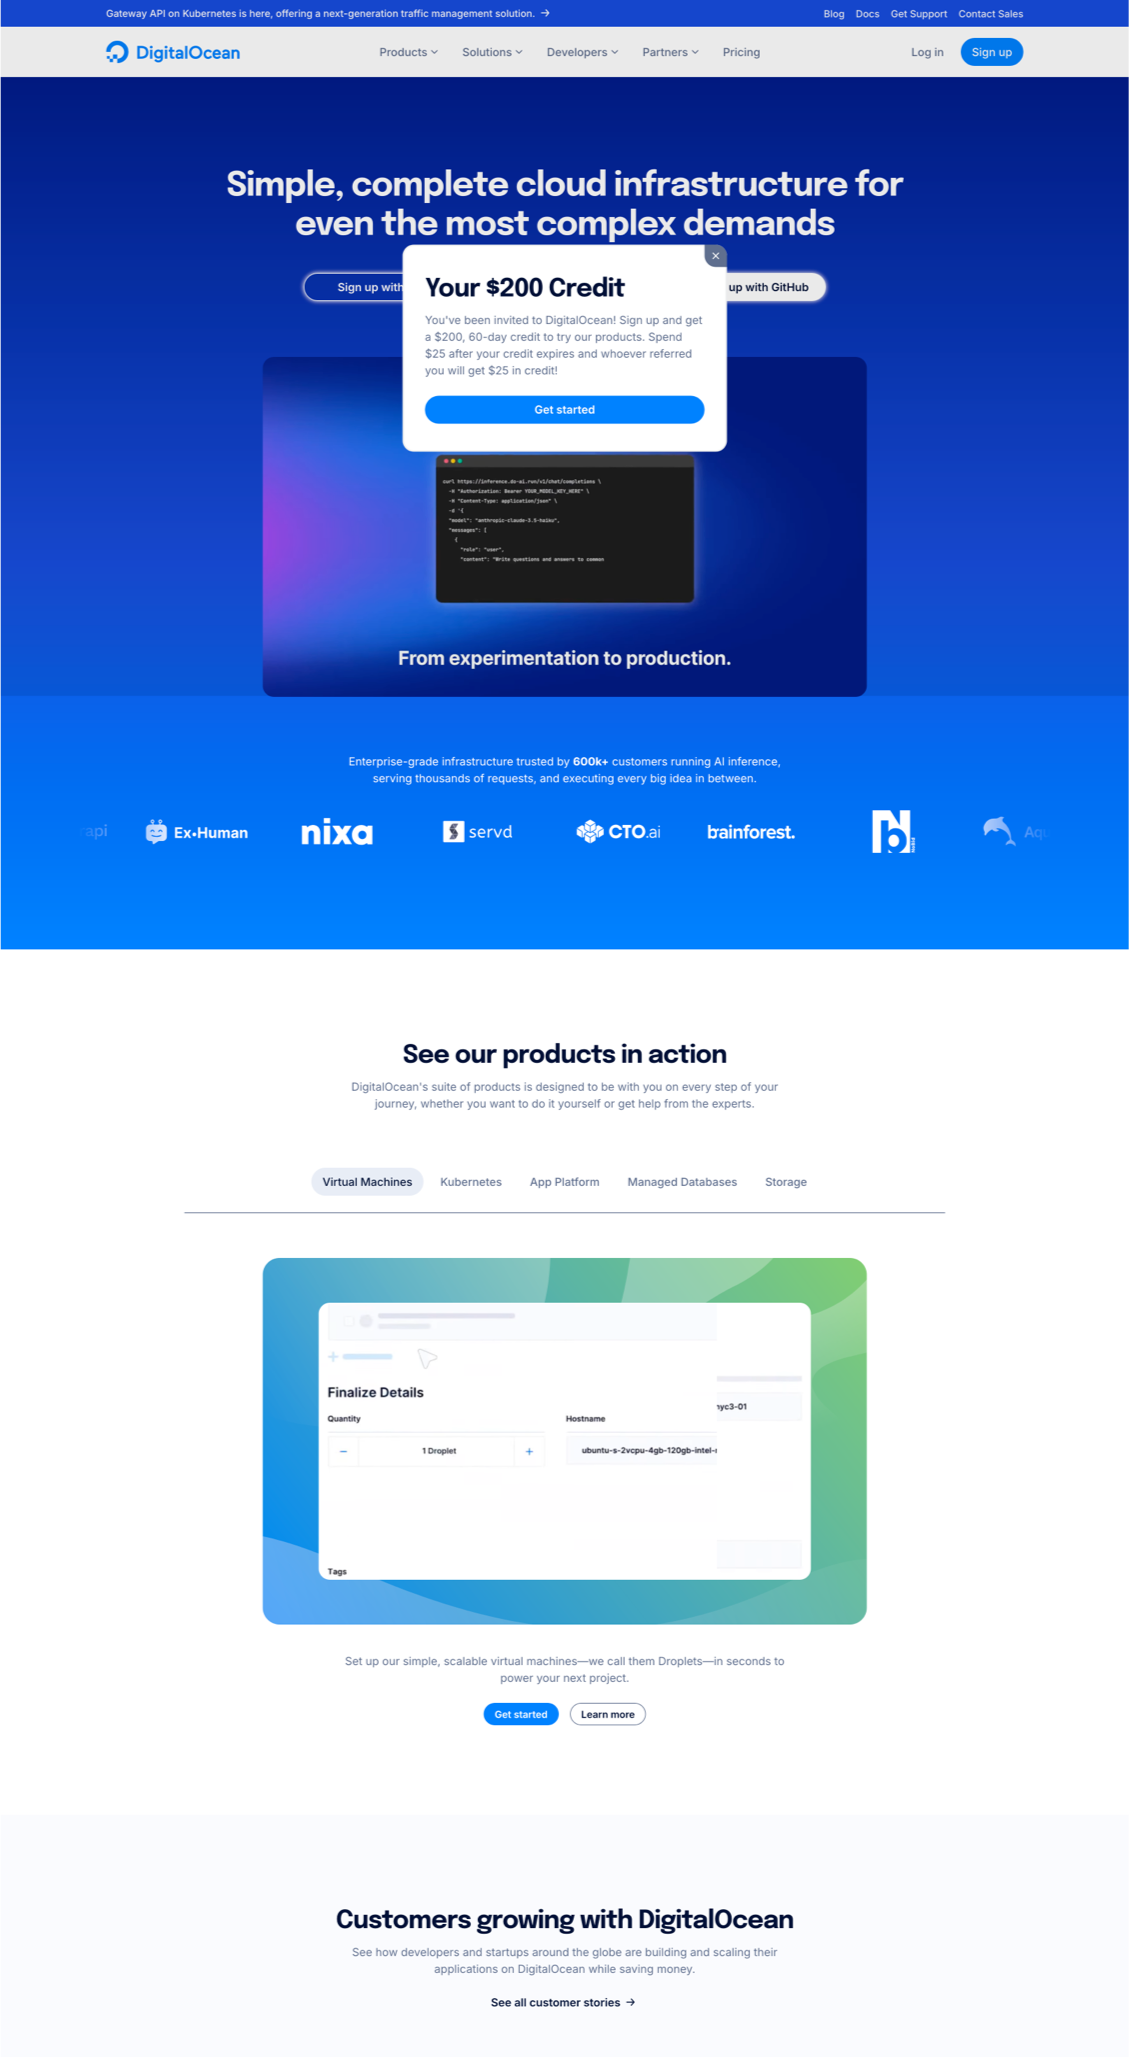 Gateway API on Kubernetes is here, offering a next-generation traffic management solution. →
Blog Docs Get Support Contact Sales
DigitalOcean
Products Solutions Developers Partners Pricing
Log in Sign up
Simple, complete cloud infrastructure for
even the most complex demands
Sign up with
up with GitHub
Your $200 Credit
You've been invited to DigitalOcean! Sign up and get
a $200, 60-day credit to try our products. Spend
$25 after your credit expires and whoever referred
you will get $25 in credit!
Get started
curl https://inference.do-ai.run/v1/chat/completions \
-H "Authorization: Bearer YOUR_MODEL_KEY_HERE" \
-H "Content-Type: application/json" \
-d '{
"model": "anthropic-claude-3.5-haiku",
"messages": [
{
"role": "user",
"content": "Write questions and answers to common
From experimentation to production.
Enterprise-grade infrastructure trusted by 600k+ customers running AI inference,
serving thousands of requests, and executing every big idea in between.
rapi Ex•Human nixa servd CTO.ai brainforest. Nb Aqu
See our products in action
DigitalOcean's suite of products is designed to be with you on every step of your
journey, whether you want to do it yourself or get help from the experts.
Virtual Machines Kubernetes App Platform Managed Databases Storage
Finalize Details
nyc3-01
Quantity Hostname
− 1 Droplet + ubuntu-s-2vcpu-4gb-120gb-intel-
Tags
Set up our simple, scalable virtual machines—we call them Droplets—in seconds to
power your next project.
Get started Learn more
Customers growing with DigitalOcean
See how developers and startups around the globe are building and scaling their
applications on DigitalOcean while saving money.
See all customer stories →